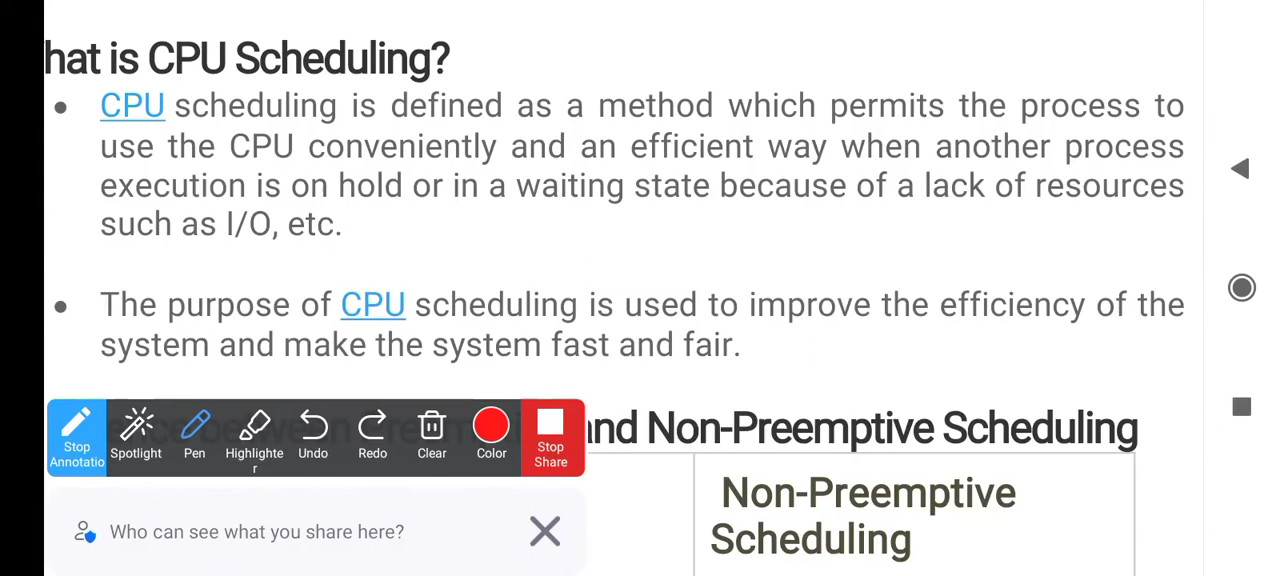 hat is CPU Scheduling?
● CPU scheduling is defined as a method which permits the process to
use the CPU conveniently and an efficient way when another process
execution is on hold or in a waiting state because of a lack of resources
such as I/O, etc.
● The purpose of CPU scheduling is used to improve the efficiency of the
system and make the system fast and fair.
nd Non-Preemptive Scheduling
Stop Annotatio
Spotlight
Pen
Highlighter
Undo
Redo
Clear
Color
Stop Share
Non-Preemptive
Scheduling
Who can see what you share here?